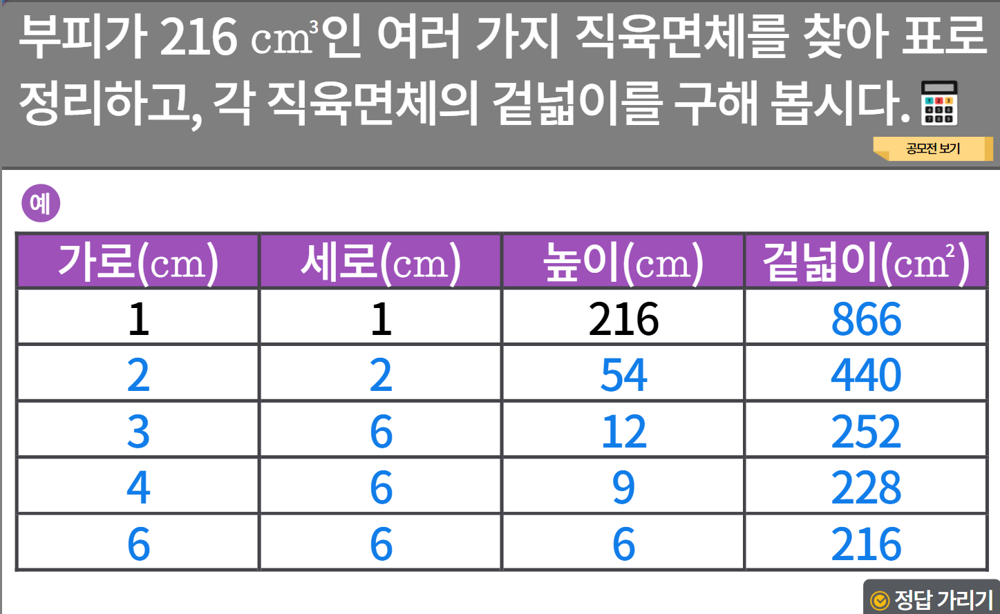 부피가 216 cm³인 여러 가지 직육면체를 찾아 표로
정리하고, 각 직육면체의 겉넓이를 구해 봅시다.
공모전 보기
예
가로(cm) 세로(cm) 높이(cm) 겉넓이(cm²)
1 1 216 866
2 2 54 440
3 6 12 252
4 6 9 228
6 6 6 216
정답 가리기